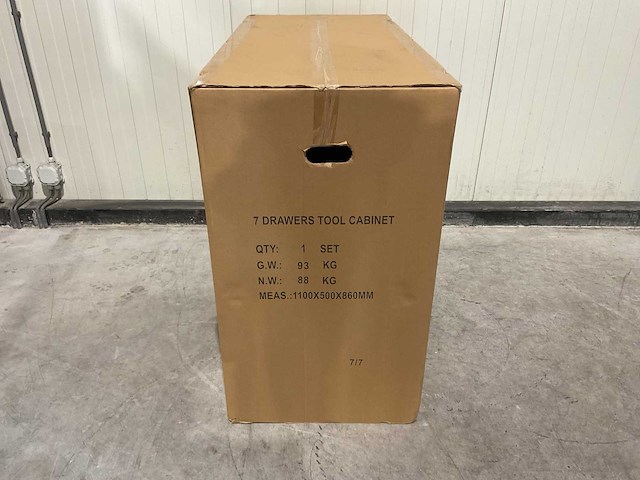 7 DRAWERS TOOL CABINET
QTY: 1 SET
G.W.: 93 KG
N.W.: 88 KG
MEAS.:1100X500X860MM
7/7